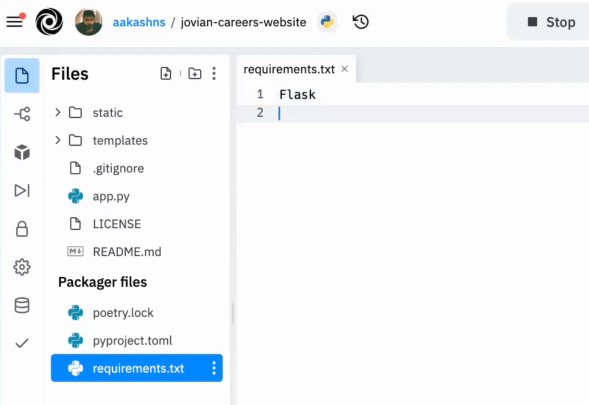 aakashns / jovian-careers-website
Stop
Files
requirements.txt ×
1 Flask
2
static
templates
.gitignore
app.py
LICENSE
M↓ README.md
Packager files
poetry.lock
pyproject.toml
requirements.txt